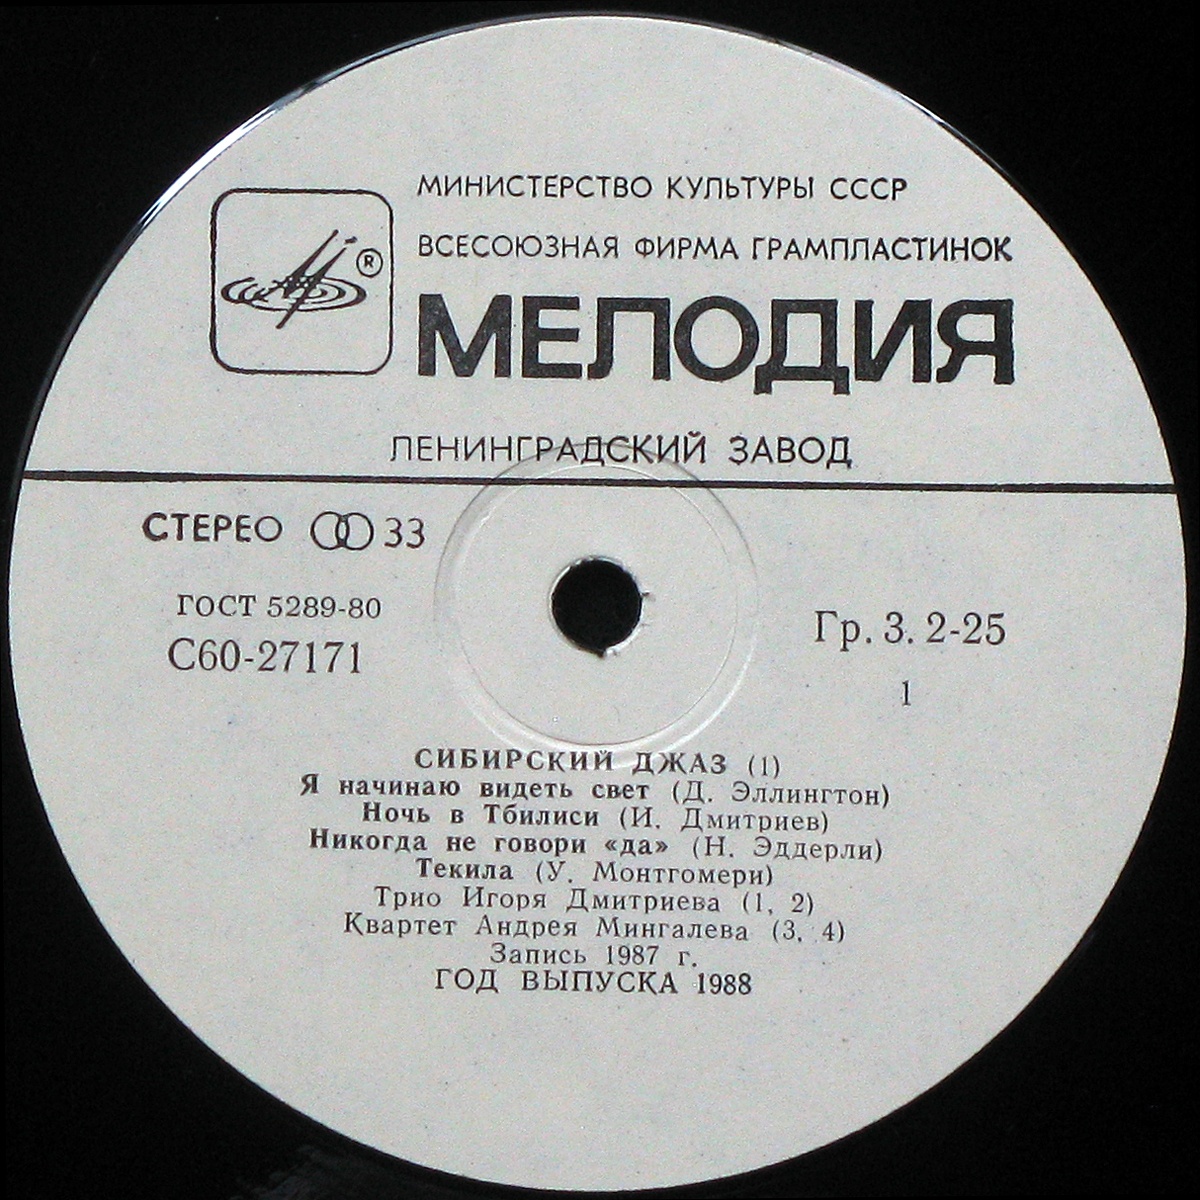 МИНИСТЕРСТВО КУЛЬТУРЫ СССР
ВСЕСОЮЗНАЯ ФИРМА ГРАМПЛАСТИНОК
®
МЕЛОДИЯ
ЛЕНИНГРАДСКИЙ ЗАВОД
СТЕРЕО 33
ГОСТ 5289-80
С60-27171
Гр. 3. 2-25
1
СИБИРСКИЙ ДЖАЗ (1)
Я начинаю видеть свет (Д. Эллингтон)
Ночь в Тбилиси (И. Дмитриев)
Никогда не говори «да» (Н. Эддерли)
Текила (У. Монтгомери)
Трио Игоря Дмитриева (1, 2)
Квартет Андрея Мингалева (3, 4)
Запись 1987 г.
ГОД ВЫПУСКА 1988